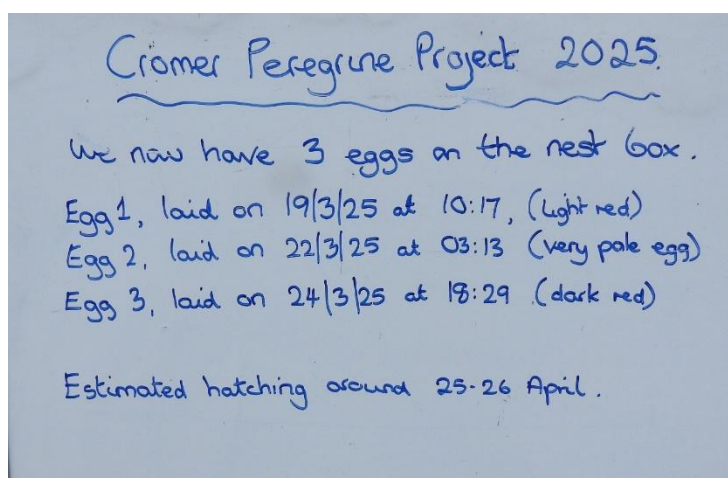 Cromer Peregrine Project 2025.
We now have 3 eggs on the nest box.
Egg 1, laid on 19/3/25 at 10:17, (light red)
Egg 2, laid on 22/3/25 at 03:13 (very pale egg)
Egg 3, laid on 24/3/25 at 18:29 (dark red)
Estimated hatching around 25-26 April.